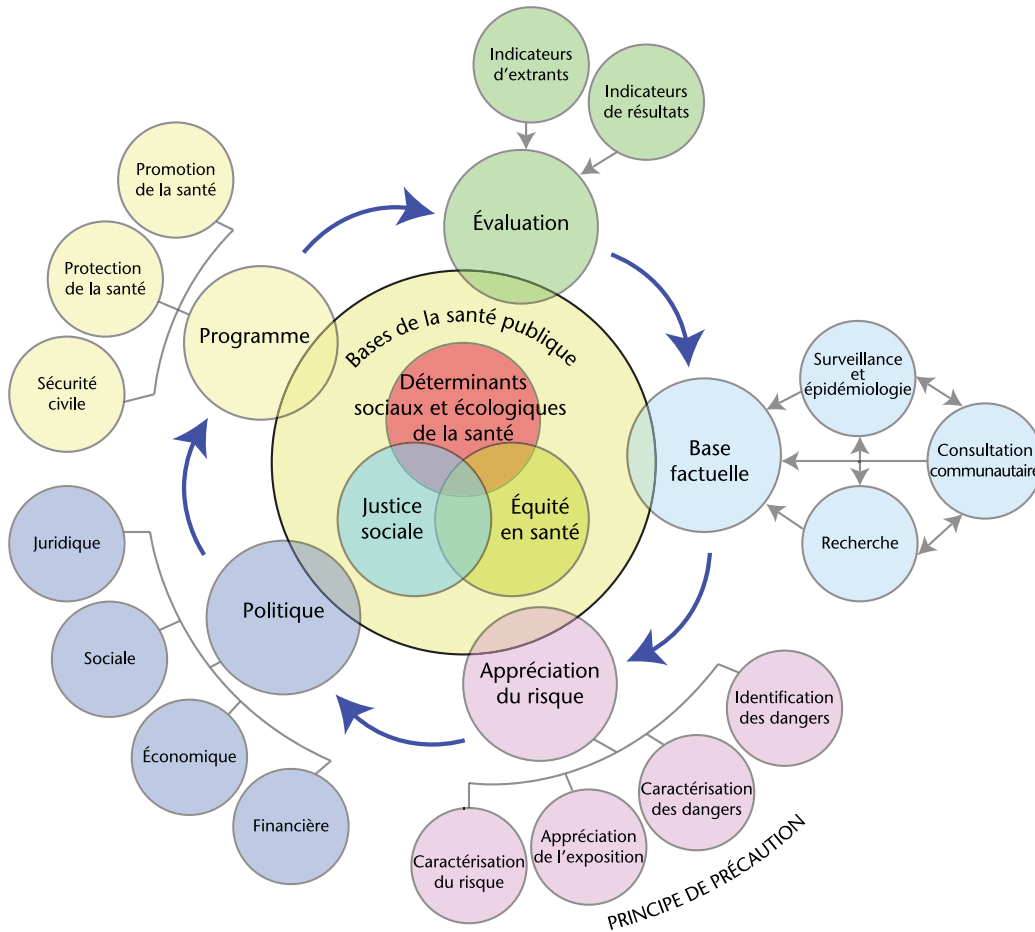 Indicateurs
d'extrants
Indicateurs
de résultats
Évaluation
Promotion
de la santé
Protection
de la santé
Sécurité
civile
Programme
Bases de la santé publique
Déterminants
sociaux et écologiques
de la santé
Justice
sociale
Équité
en santé
Base
factuelle
Surveillance
et
épidémiologie
Consultation
communautaire
Recherche
Juridique
Sociale
Économique
Financière
Politique
Appréciation
du risque
Identification
des dangers
Caractérisation
des dangers
Appréciation
de l'exposition
Caractérisation
du risque
PRINCIPE DE PRÉCAUTION